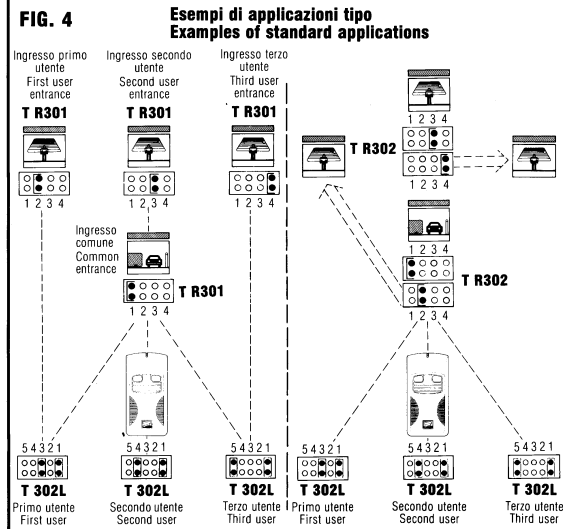 FIG. 4
Esempi di applicazioni tipo
Examples of standard applications
Ingresso primo
utente
First user
entrance
T R301
1 2 3 4
Ingresso secondo
utente
Second user
entrance
T R301
1 2 3 4
Ingresso terzo
utente
Third user
entrance
T R301
1 2 3 4
Ingresso
comune
Common
entrance
T R301
1 2 3 4
5 4 3 2 1
T 302L
Primo utente
First user
5 4 3 2 1
T 302L
Secondo utente
Second user
5 4 3 2 1
T 302L
Terzo utente
Third user
1 2 3 4
T R302
1 2 3 4
1 2 3 4
T R302
1 2 3 4
5 4 3 2 1
T 302L
Primo utente
First user
5 4 3 2 1
T 302L
Secondo utente
Second user
5 4 3 2 1
T 302L
Terzo utente
Third user